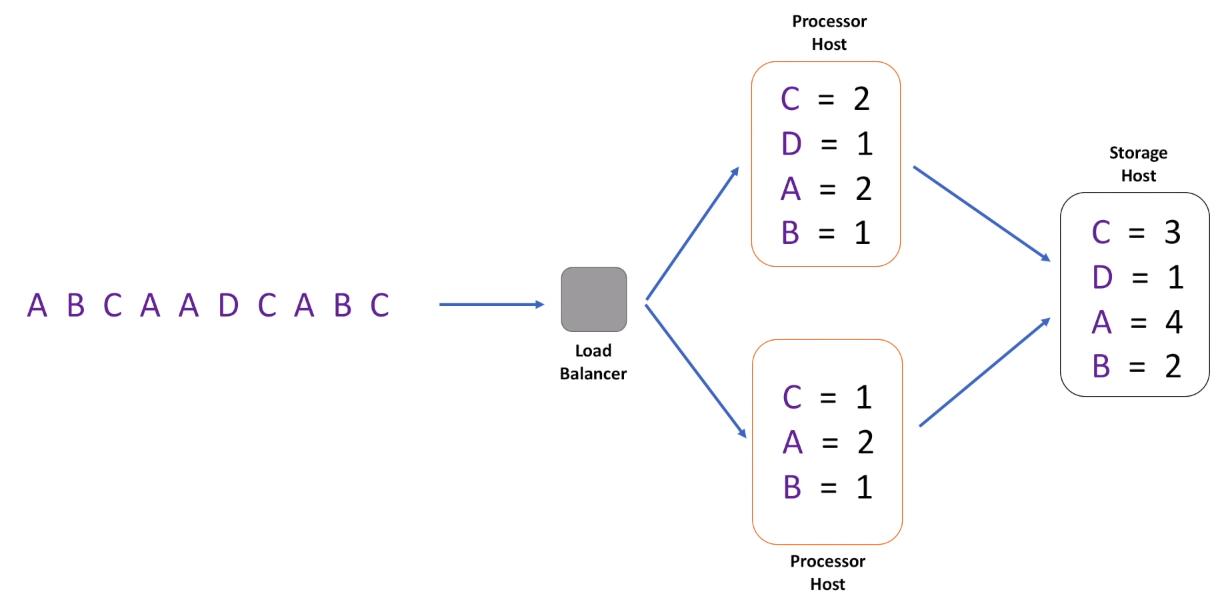 A B C A A D C A B C
Load
Balancer
Processor
Host
C = 2
D = 1
A = 2
B = 1
C = 1
A = 2
B = 1
Processor
Host
Storage
Host
C = 3
D = 1
A = 4
B = 2